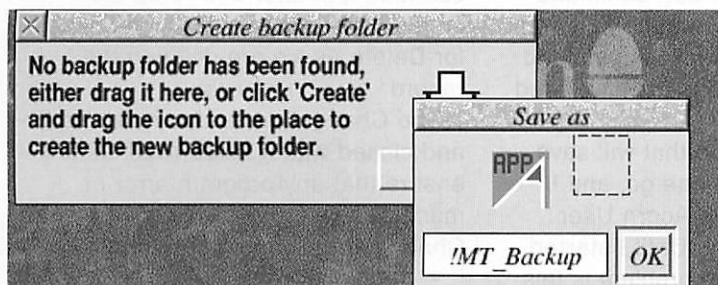 Create backup folder
No backup folder has been found,
either drag it here, or click 'Create'
and drag the icon to the place to
create the new backup folder.
Save as
APP
!MT_Backup
OK